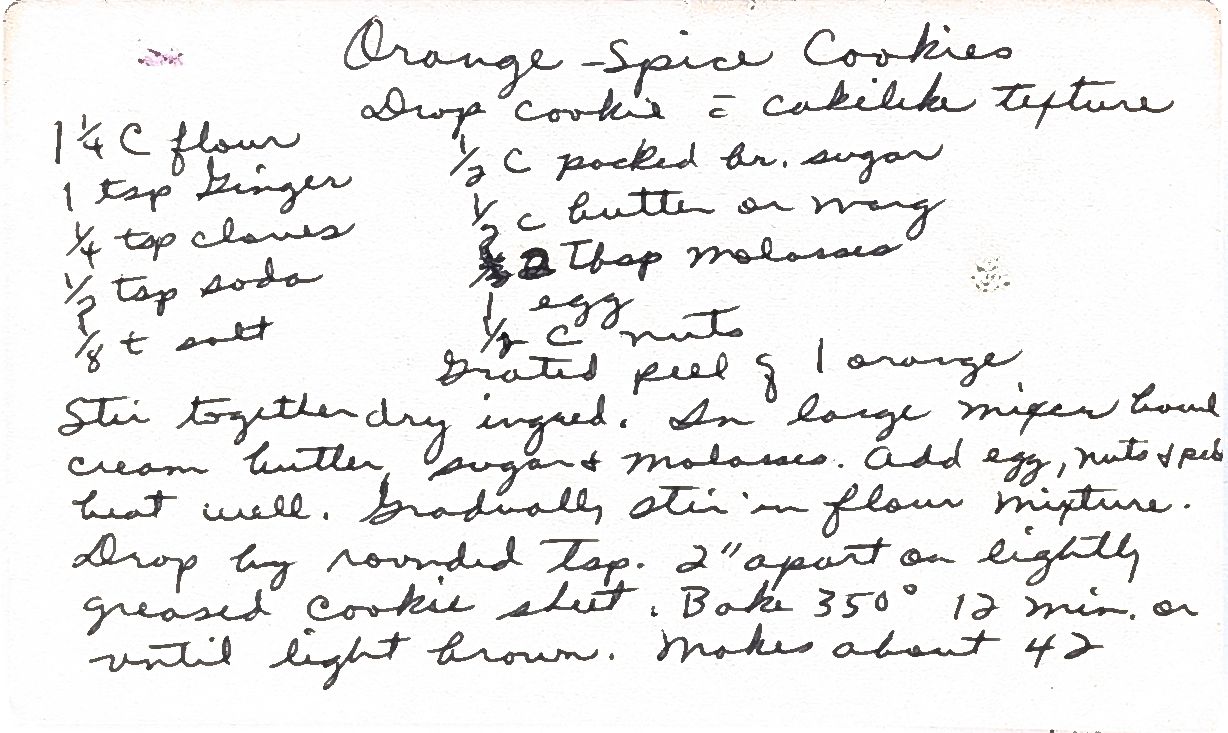 Orange-Spice Cookies
Drop cookie = cakelike texture
1 1/4 C flour
1 tsp Ginger
1/4 tsp cloves
1/2 tsp soda
1/8 t salt
1/2 C packed br. sugar
1/2 c butter or marg
2 Tbsp molasses
1 egg
1/2 C nuts
Grated peel of 1 orange
Stir together dry ingred. In large mixer bowl
cream butter, sugar & molasses. Add egg, nuts & peel
beat well. Gradually stir in flour mixture.
Drop by rounded tsp. 2" apart on lightly
greased cookie sheet. Bake 350° 12 min. or
until light brown. Makes about 42